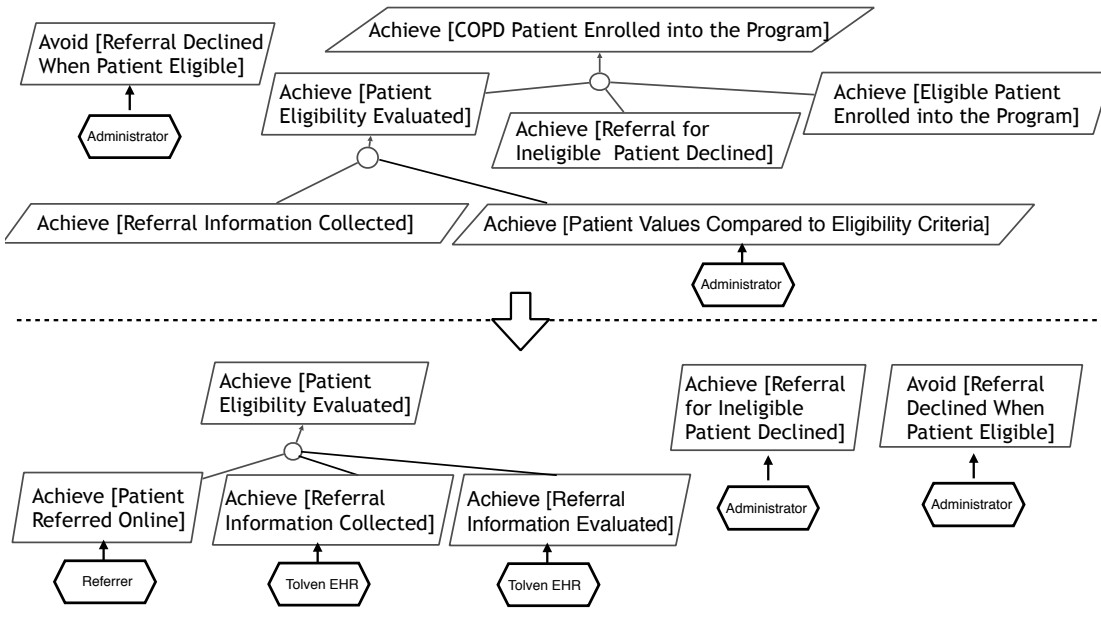 Achieve [COPD Patient Enrolled into the Program]
Avoid [Referral Declined
When Patient Eligible]
Administrator
Achieve [Patient
Eligibility Evaluated]
Achieve [Referral for
Ineligible Patient Declined]
Achieve [Eligible Patient
Enrolled into the Program]
Achieve [Referral Information Collected]
Achieve [Patient Values Compared to Eligibility Criteria]
Administrator
Achieve [Patient
Eligibility Evaluated]
Achieve [Referral
for Ineligible
Patient Declined]
Avoid [Referral
Declined When
Patient Eligible]
Achieve [Patient
Referred Online]
Achieve [Referral
Information Collected]
Achieve [Referral
Information Evaluated]
Administrator
Administrator
Referrer
Tolven EHR
Tolven EHR